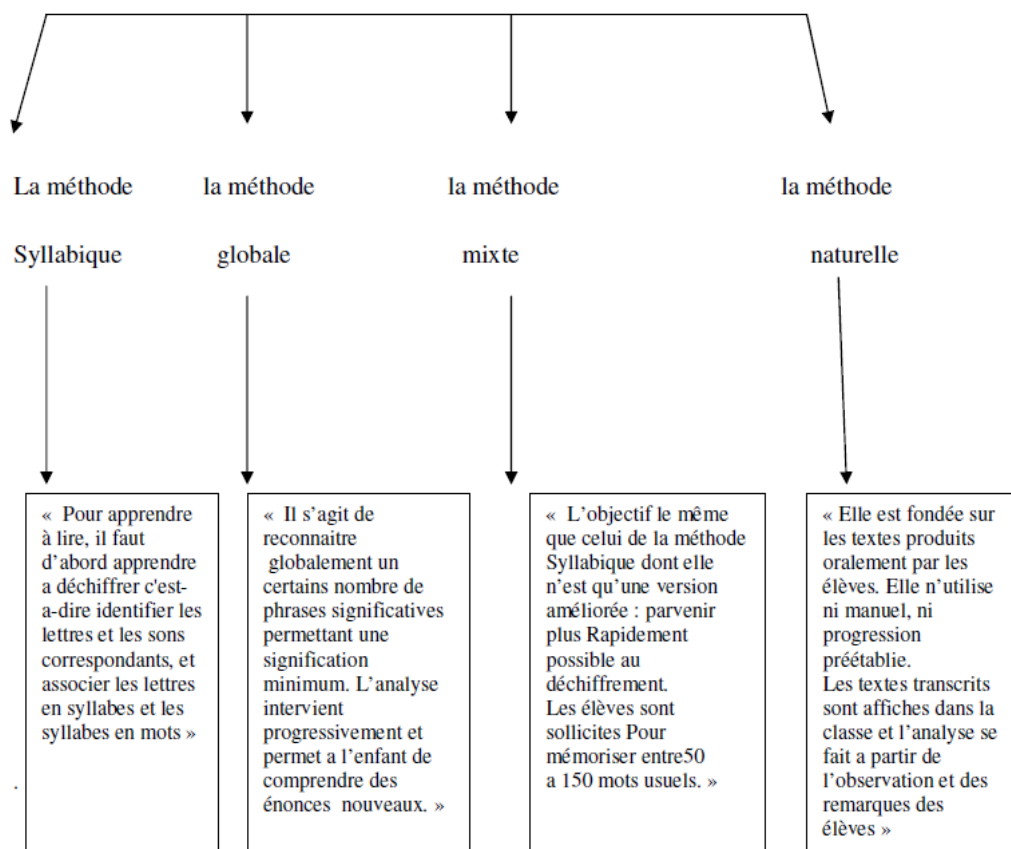 La méthode
Syllabique
la méthode
globale
la méthode
mixte
la méthode
naturelle
« Pour apprendre
à lire, il faut
d’abord apprendre
a déchiffrer c'est-
a-dire identifier les
lettres et les sons
correspondants, et
associer les lettres
en syllabes et les
syllabes en mots »
.
« Il s’agit de
reconnaitre
globalement un
certains nombre de
phrases significatives
permettant une
signification
minimum. L’analyse
intervient
progressivement et
permet a l’enfant de
comprendre des
énonces nouveaux. »
« L’objectif le même
que celui de la méthode
Syllabique dont elle
n’est qu’une version
améliorée : parvenir
plus Rapidement
possible au
déchiffrement.
Les élèves sont
sollicites Pour
mémoriser entre50
a 150 mots usuels. »
« Elle est fondée sur
les textes produits
oralement par les
élèves. Elle n’utilise
ni manuel, ni
progression
préétablie.
Les textes transcrits
sont affiches dans la
classe et l’analyse se
fait a partir de
l’observation et des
remarques des
élèves »